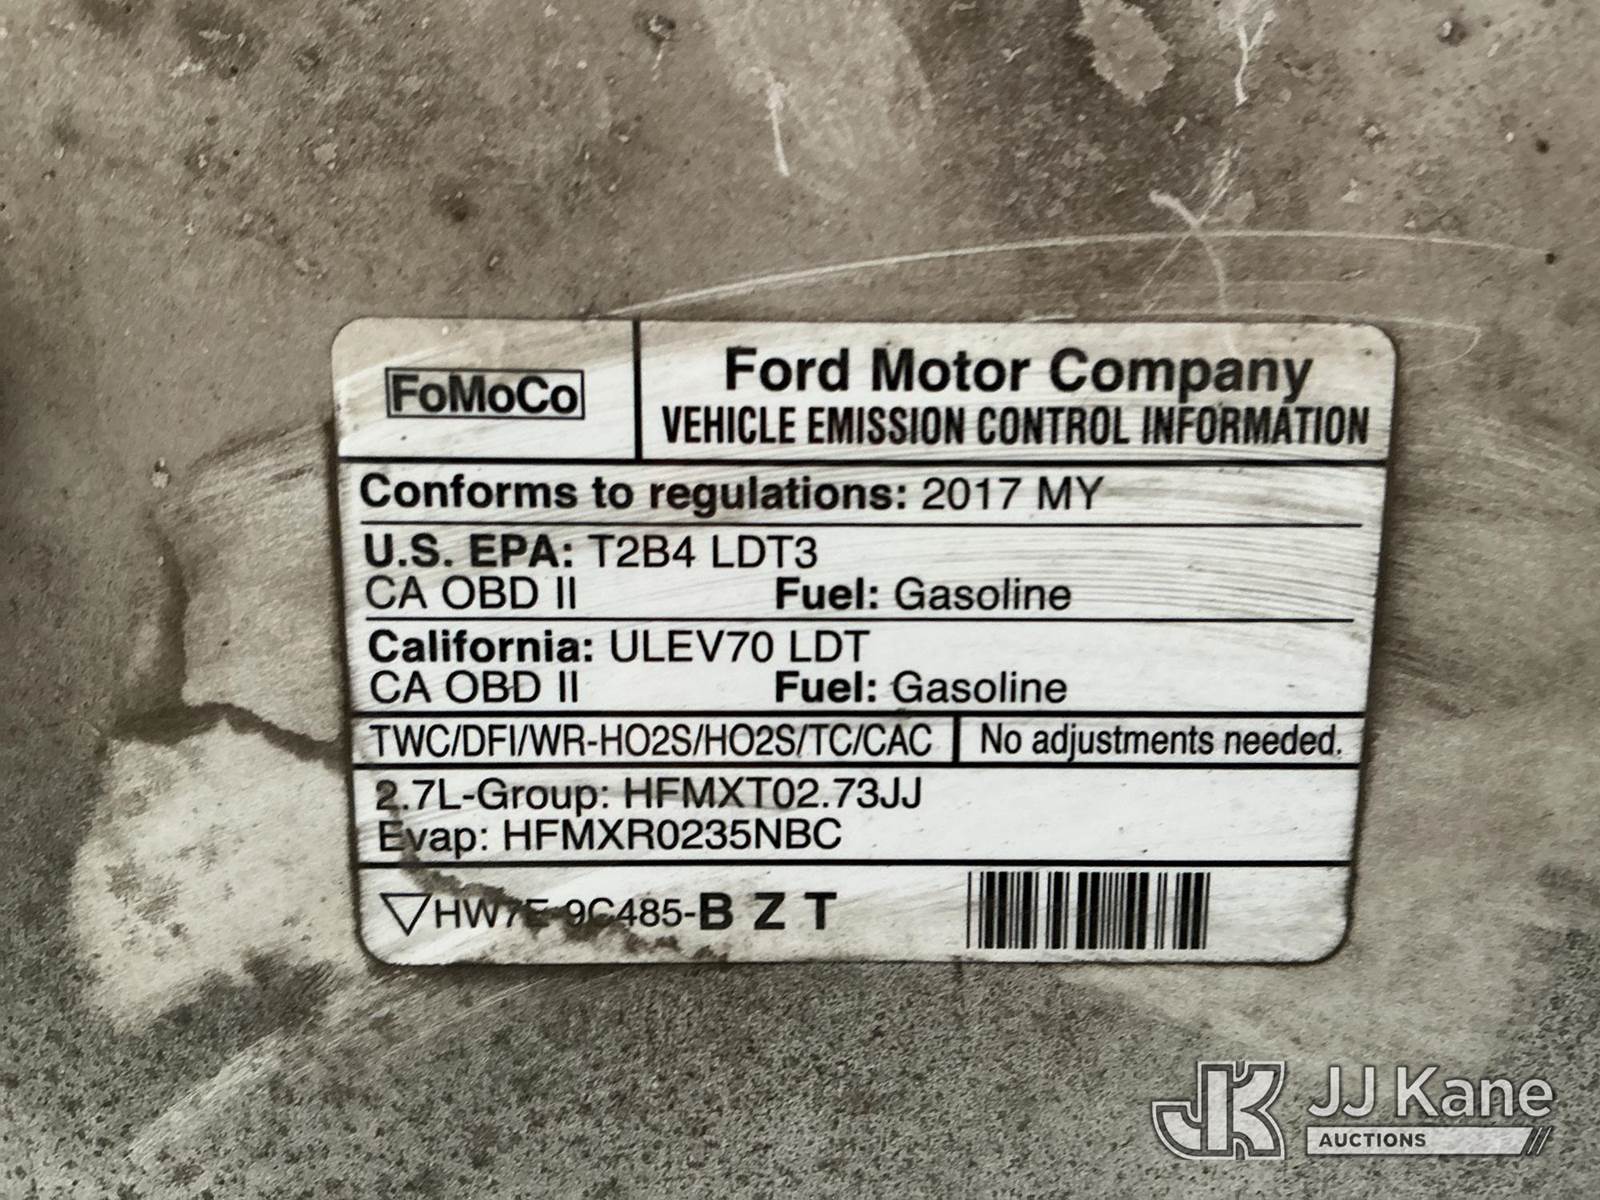 FoMoCo
Ford Motor Company
VEHICLE EMISSION CONTROL INFORMATION
Conforms to regulations: 2017 MY
U.S. EPA: T2B4 LDT3
CA OBD II Fuel: Gasoline
California: ULEV70 LDT
CA OBD II Fuel: Gasoline
TWC/DFI/WR-HO2S/HO2S/TC/CAC No adjustments needed.
2.7L-Group: HFMXT02.73JJ
Evap: HFMXR0235NBC
HW7E-9C485-B Z T
JK JJ Kane
AUCTIONS